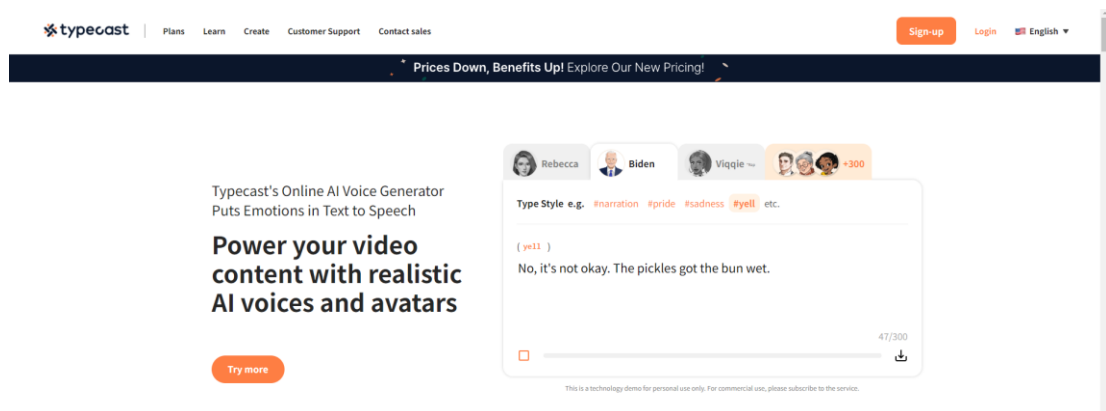 typecast
Plans Learn Create Customer Support Contact sales Sign-up Login English
Prices Down, Benefits Up! Explore Our New Pricing!
Rebecca Biden Viqqie +300
Typecast's Online AI Voice Generator
Puts Emotions in Text to Speech
Power your video
content with realistic
AI voices and avatars
Try more
Type Style e.g. #narration #pride #sadness #yell etc.
( yell )
No, it's not okay. The pickles got the bun wet.
47/300
This is a technology demo for personal use only. For commercial use, please subscribe to the service.